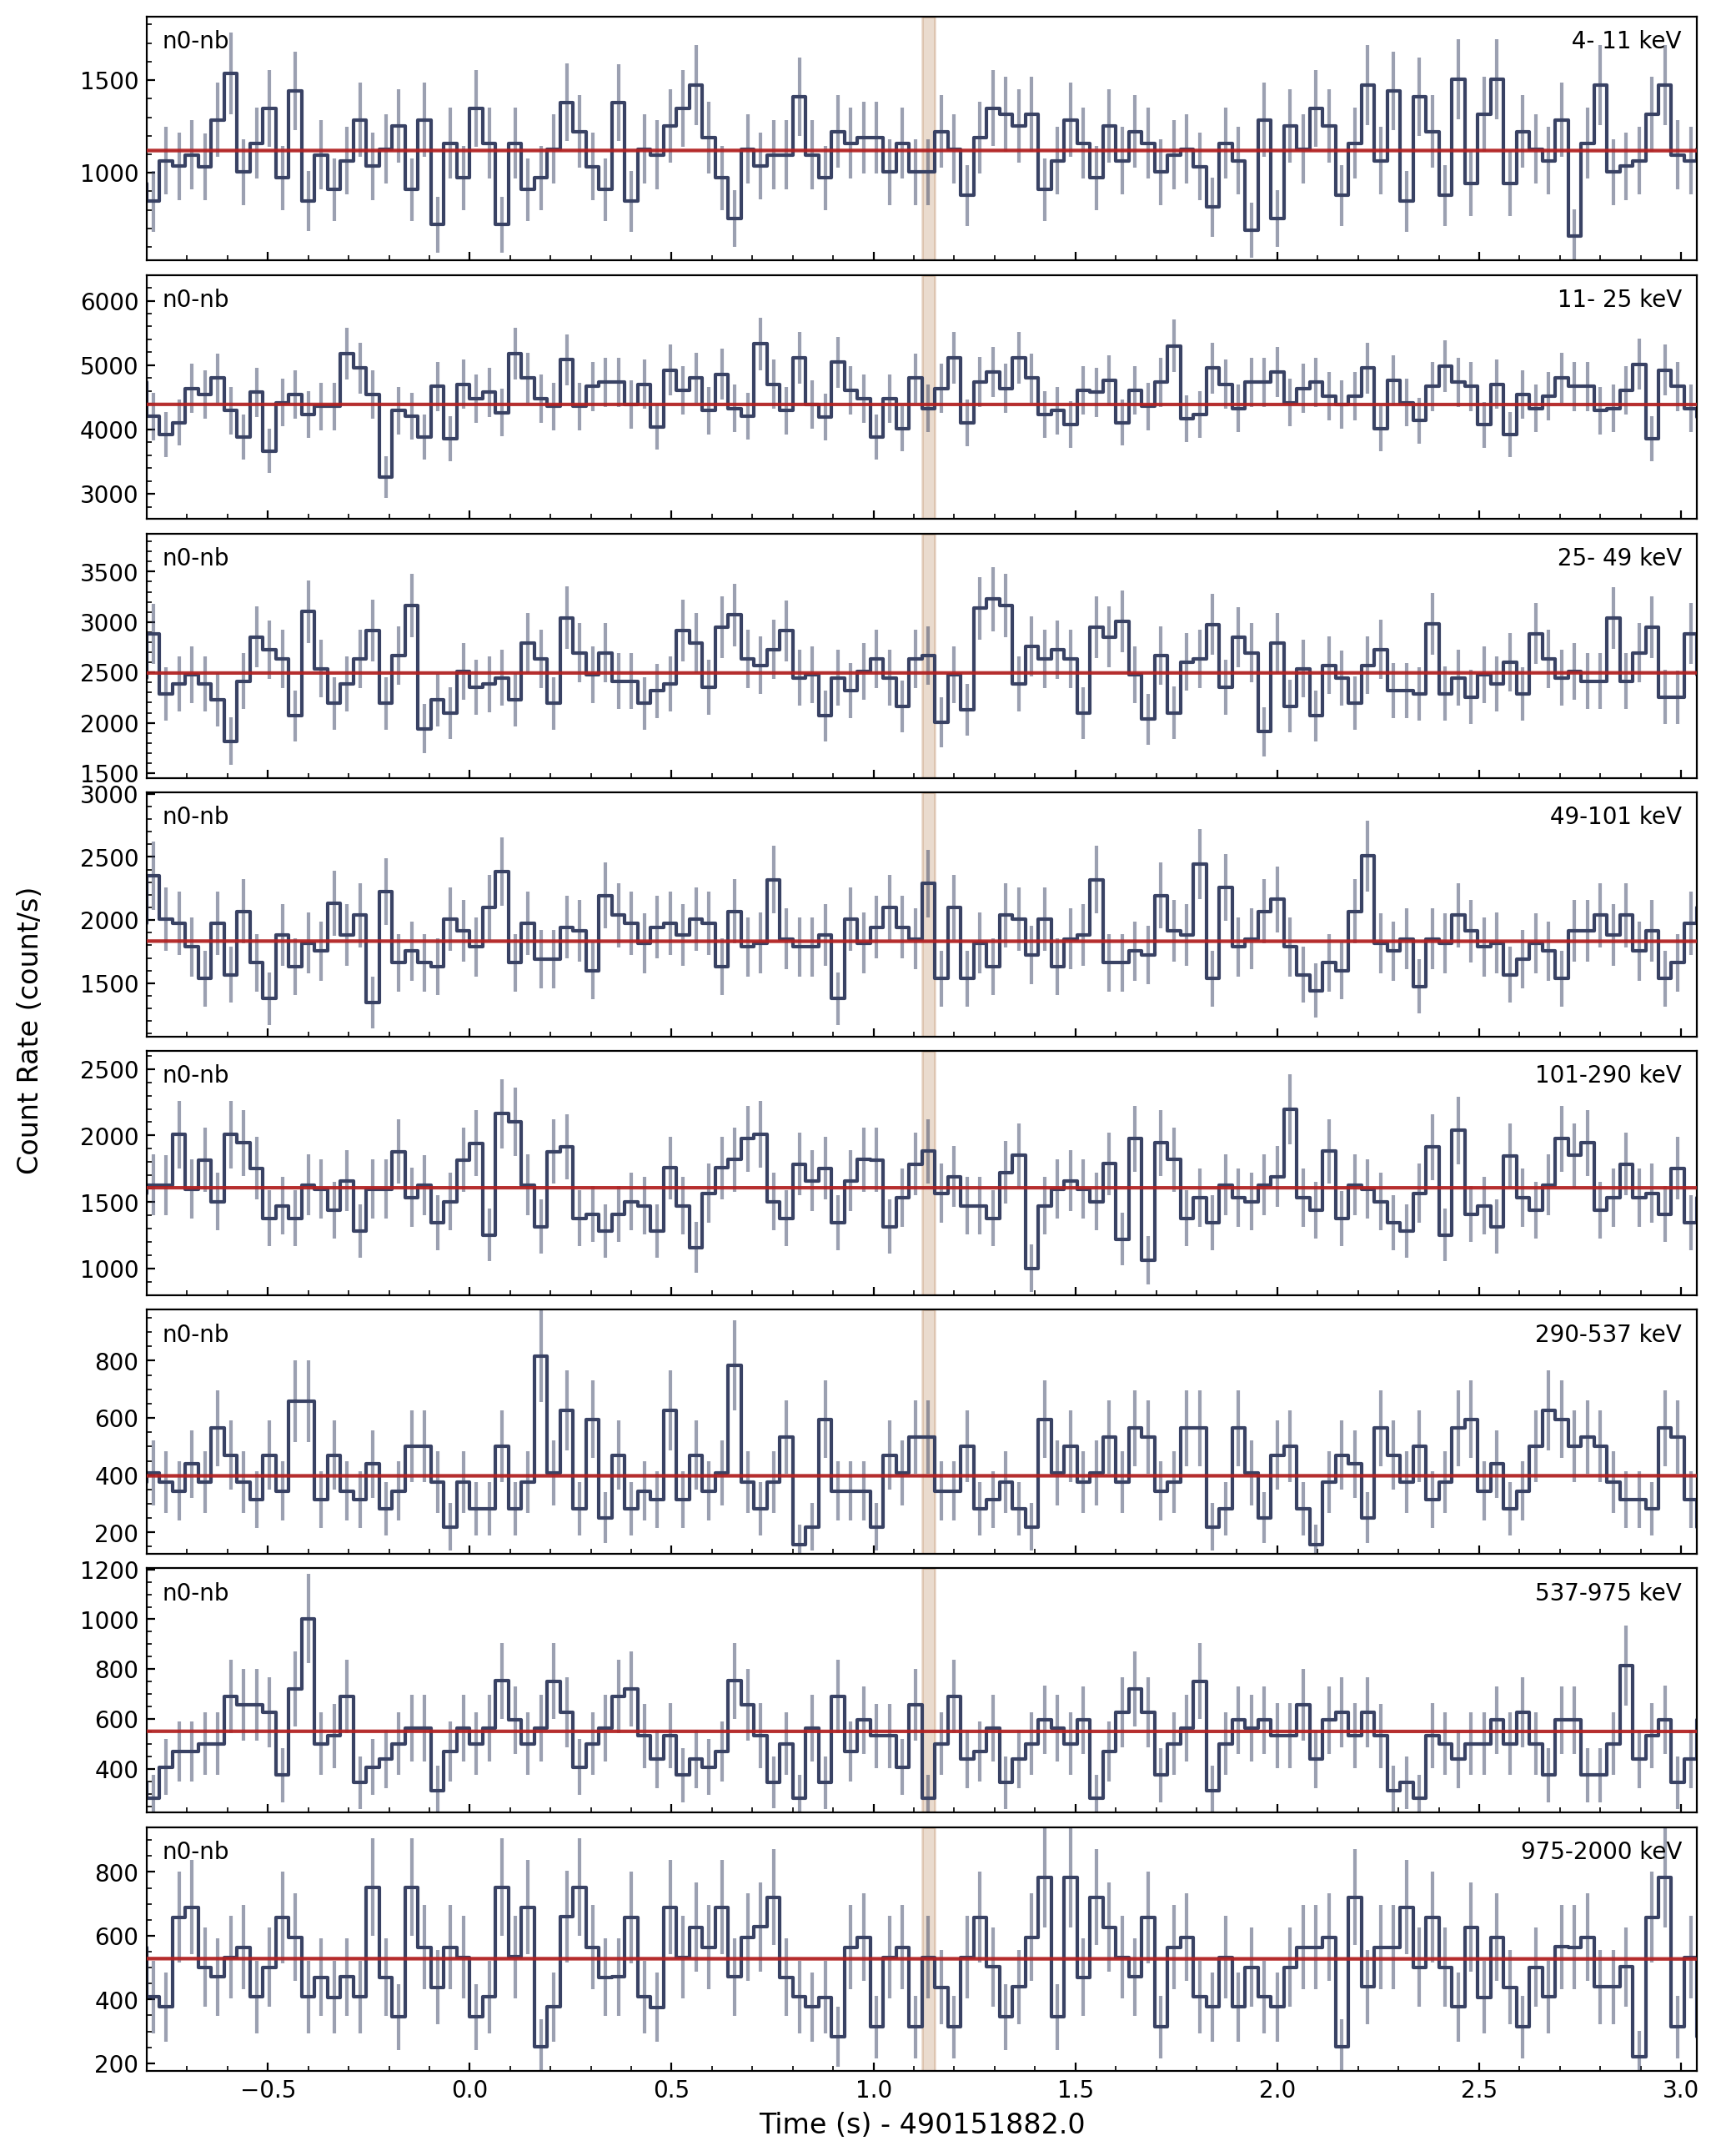 n0-nb 4- 11 keV
1500
1000
n0-nb 11- 25 keV
6000
5000
4000
3000
n0-nb 25- 49 keV
3500
3000
2500
2000
1500
n0-nb 49-101 keV
3000
2500
2000
1500
n0-nb 101-290 keV
2500
2000
1500
1000
n0-nb 290-537 keV
800
600
400
200
n0-nb 537-975 keV
1200
1000
800
600
400
n0-nb 975-2000 keV
800
600
400
200
Count Rate (count/s)
−0.5 0.0 0.5 1.0 1.5 2.0 2.5 3.0
Time (s) - 490151882.0